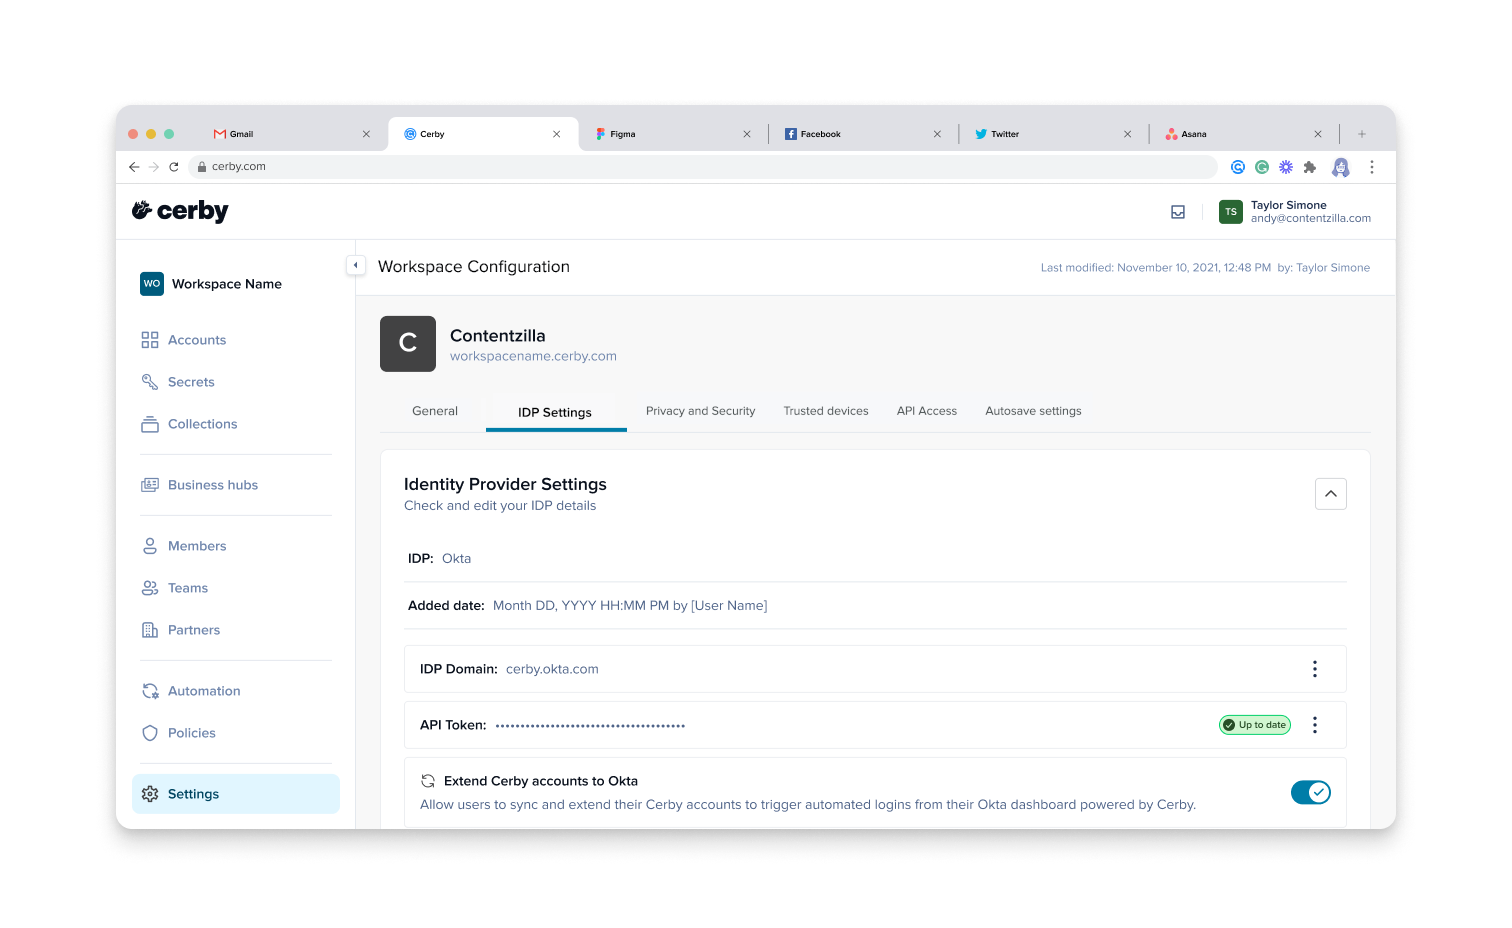 Gmail
Cerby
Figma
Facebook
Twitter
Asana
cerby.com
cerby
TS
Taylor Simone
andy@contentzilla.com
WO
Workspace Name
Accounts
Secrets
Collections
Business hubs
Members
Teams
Partners
Automation
Policies
Settings
Workspace Configuration
Last modified: November 10, 2021, 12:48 PM by: Taylor Simone
C
Contentzilla
workspacename.cerby.com
General
IDP Settings
Privacy and Security
Trusted devices
API Access
Autosave settings
Identity Provider Settings
Check and edit your IDP details
IDP: Okta
Added date: Month DD, YYYY HH:MM PM by [User Name]
IDP Domain: cerby.okta.com
API Token: ••••••••••••••••••••••••••••••••••••••
Up to date
Extend Cerby accounts to Okta
Allow users to sync and extend their Cerby accounts to trigger automated logins from their Okta dashboard powered by Cerby.